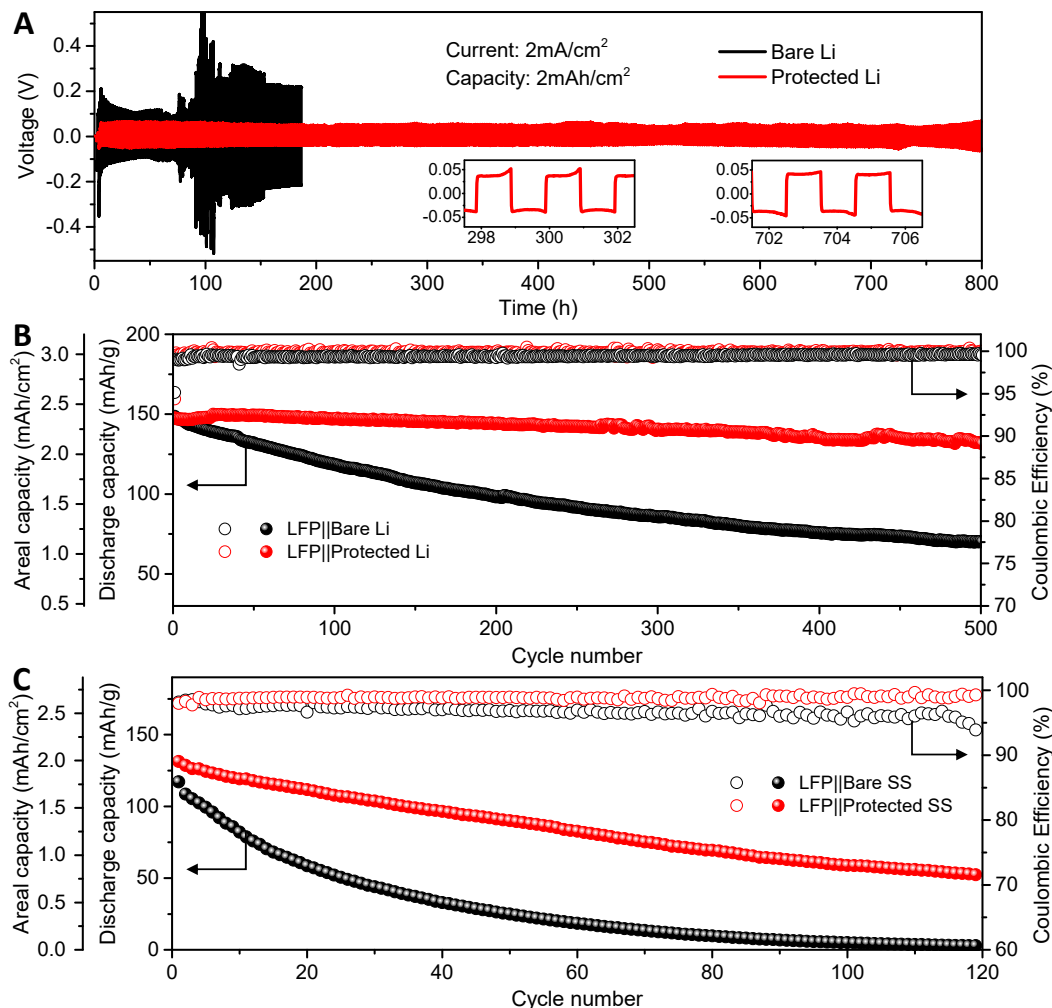 A
Voltage (V)
0.4
0.2
0.0
-0.2
-0.4
Current: 2mA/cm²
Capacity: 2mAh/cm²
Bare Li
Protected Li
0.05
0.00
-0.05
298 300 302
0.05
0.00
-0.05
702 704 706
0 100 200 300 400 500 600 700 800
Time (h)
B
Areal capacity (mAh/cm²)
3.0
2.5
2.0
1.5
1.0
0.5
Discharge capacity (mAh/g)
200
150
100
50
LFP||Bare Li
LFP||Protected Li
100
95
90
85
80
75
70
Coulombic Efficiency (%)
0 100 200 300 400 500
Cycle number
C
Areal capacity (mAh/cm²)
2.5
2.0
1.5
1.0
0.5
0.0
Discharge capacity (mAh/g)
150
100
50
0
LFP||Bare SS
LFP||Protected SS
100
90
80
70
60
Coulombic Efficiency (%)
0 20 40 60 80 100 120
Cycle number